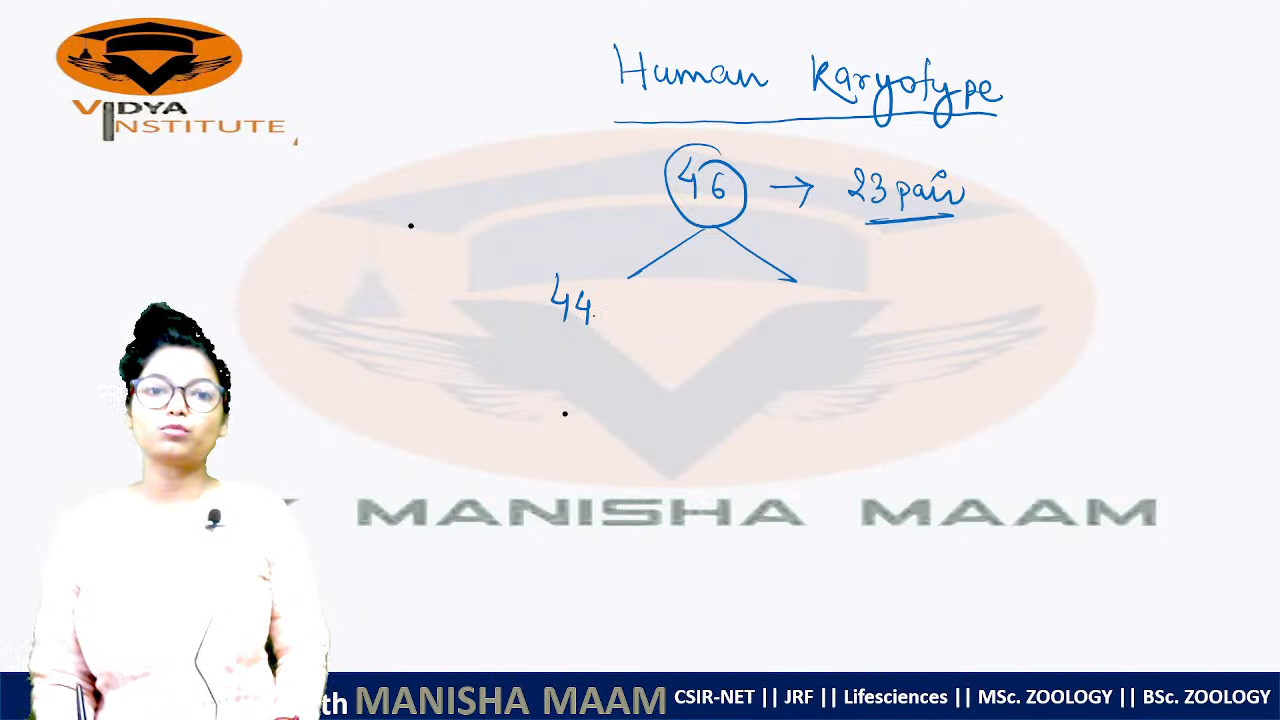 VIDYA
INSTITUTE
Human Karyotype
46 → 23 pair
44
MANISHA MAAM
th MANISHA MAAM CSIR-NET || JRF || Lifesciences || MSc. ZOOLOGY || BSc. ZOOLOGY